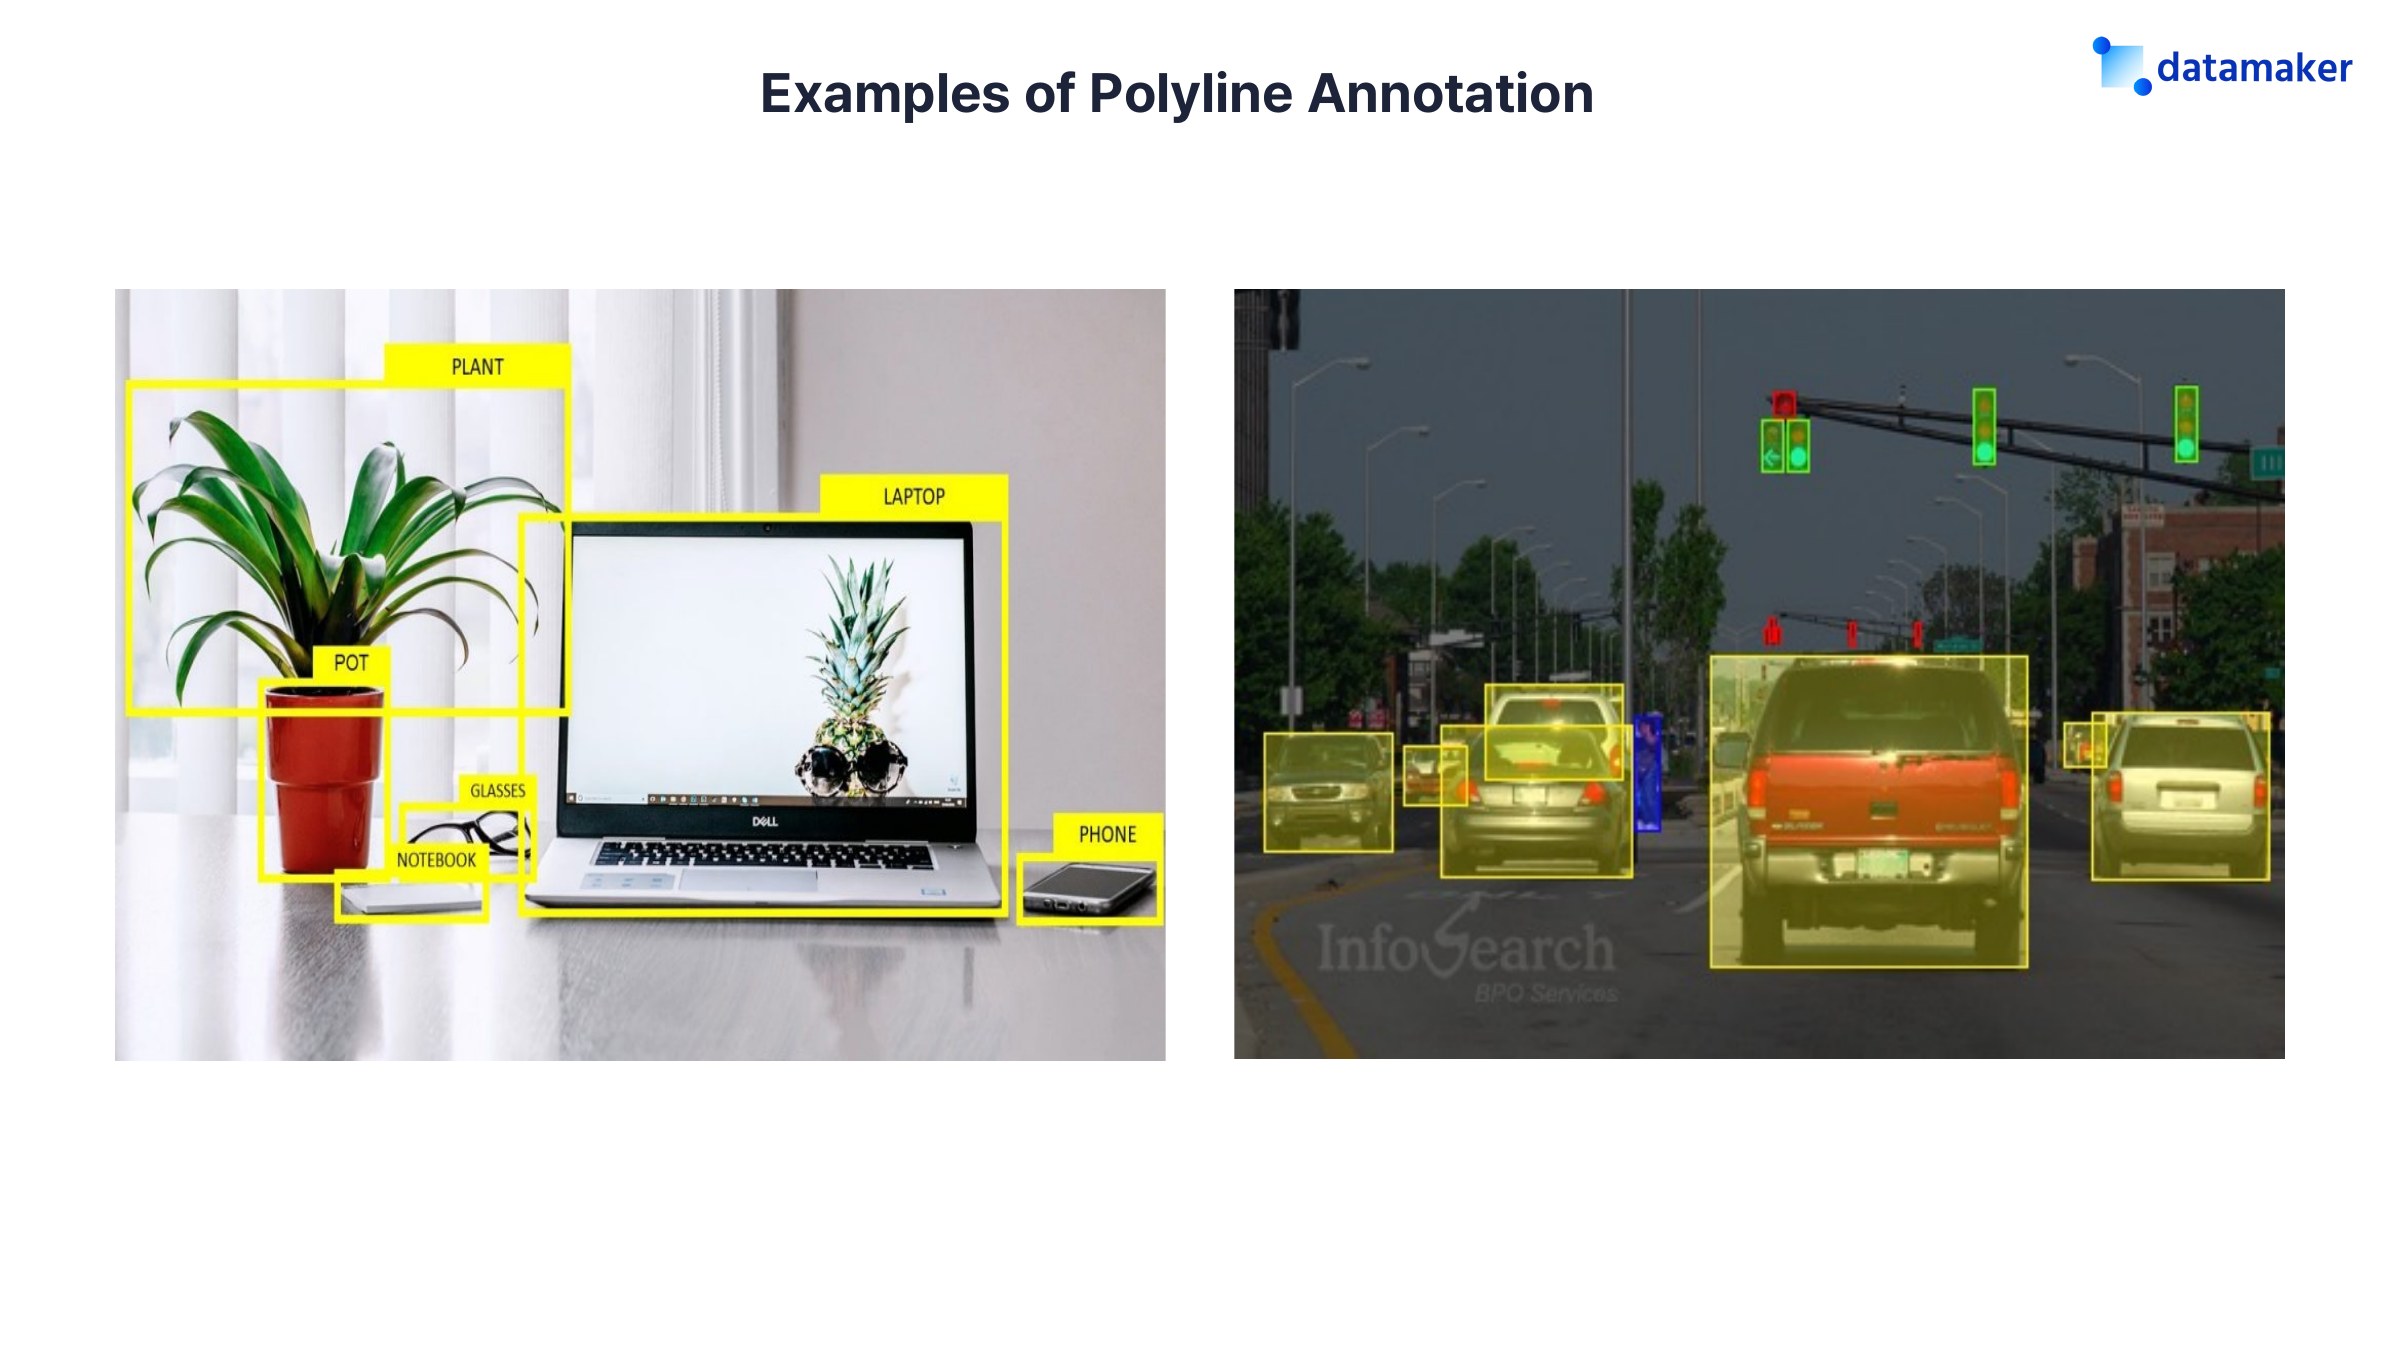 Examples of Polyline Annotation
datamaker
PLANT
LAPTOP
POT
GLASSES
NOTEBOOK
PHONE
DELL
InfoSearch
BPO Services